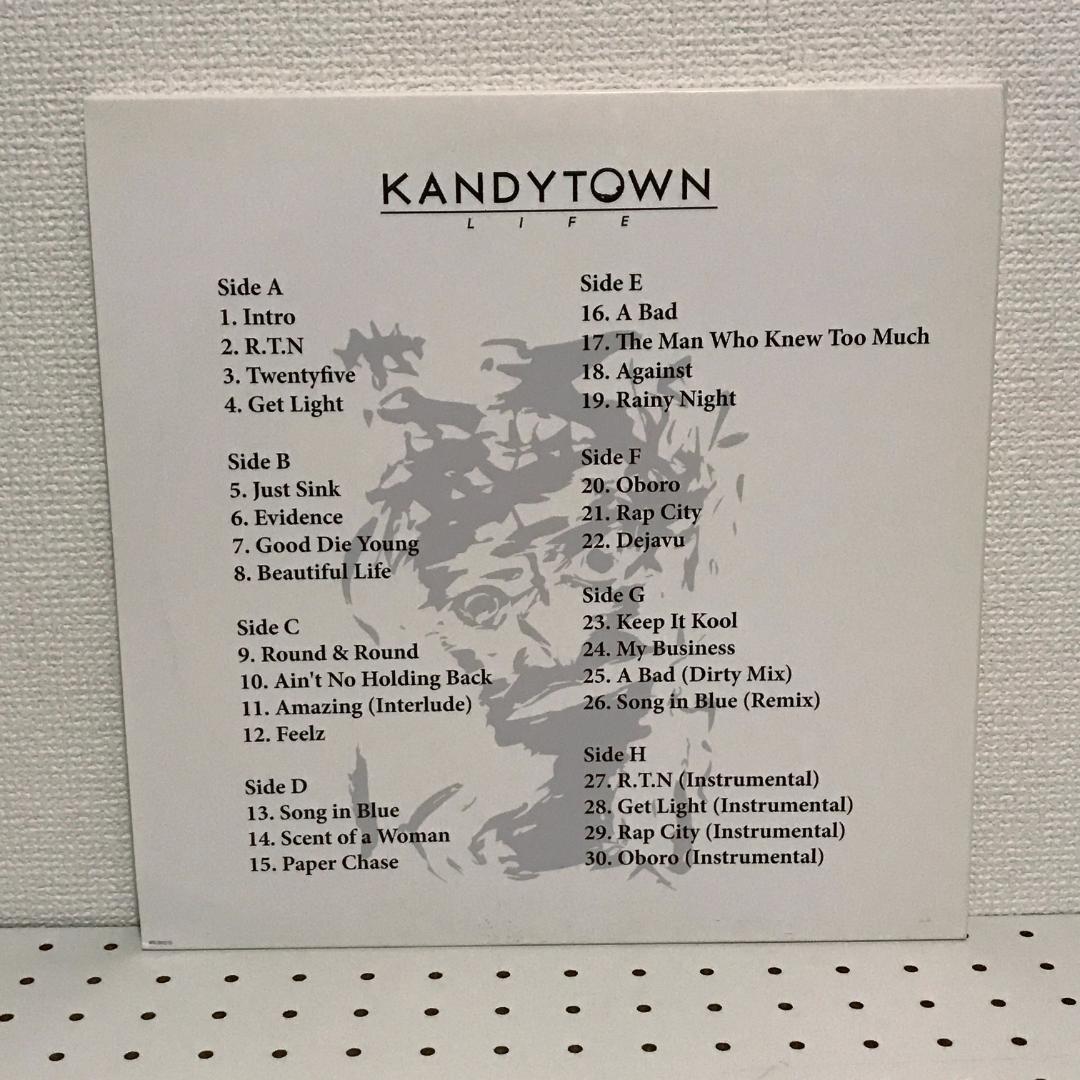 KANDYTOWN
LIFE
Side A
1. Intro
2. R.T.N
3. Twentyfive
4. Get Light
Side B
5. Just Sink
6. Evidence
7. Good Die Young
8. Beautiful Life
Side C
9. Round & Round
10. Ain't No Holding Back
11. Amazing (Interlude)
12. Feelz
Side D
13. Song in Blue
14. Scent of a Woman
15. Paper Chase
Side E
16. A Bad
17. The Man Who Knew Too Much
18. Against
19. Rainy Night
Side F
20. Oboro
21. Rap City
22. Dejavu
Side G
23. Keep It Kool
24. My Business
25. A Bad (Dirty Mix)
26. Song in Blue (Remix)
Side H
27. R.T.N (Instrumental)
28. Get Light (Instrumental)
29. Rap City (Instrumental)
30. Oboro (Instrumental)